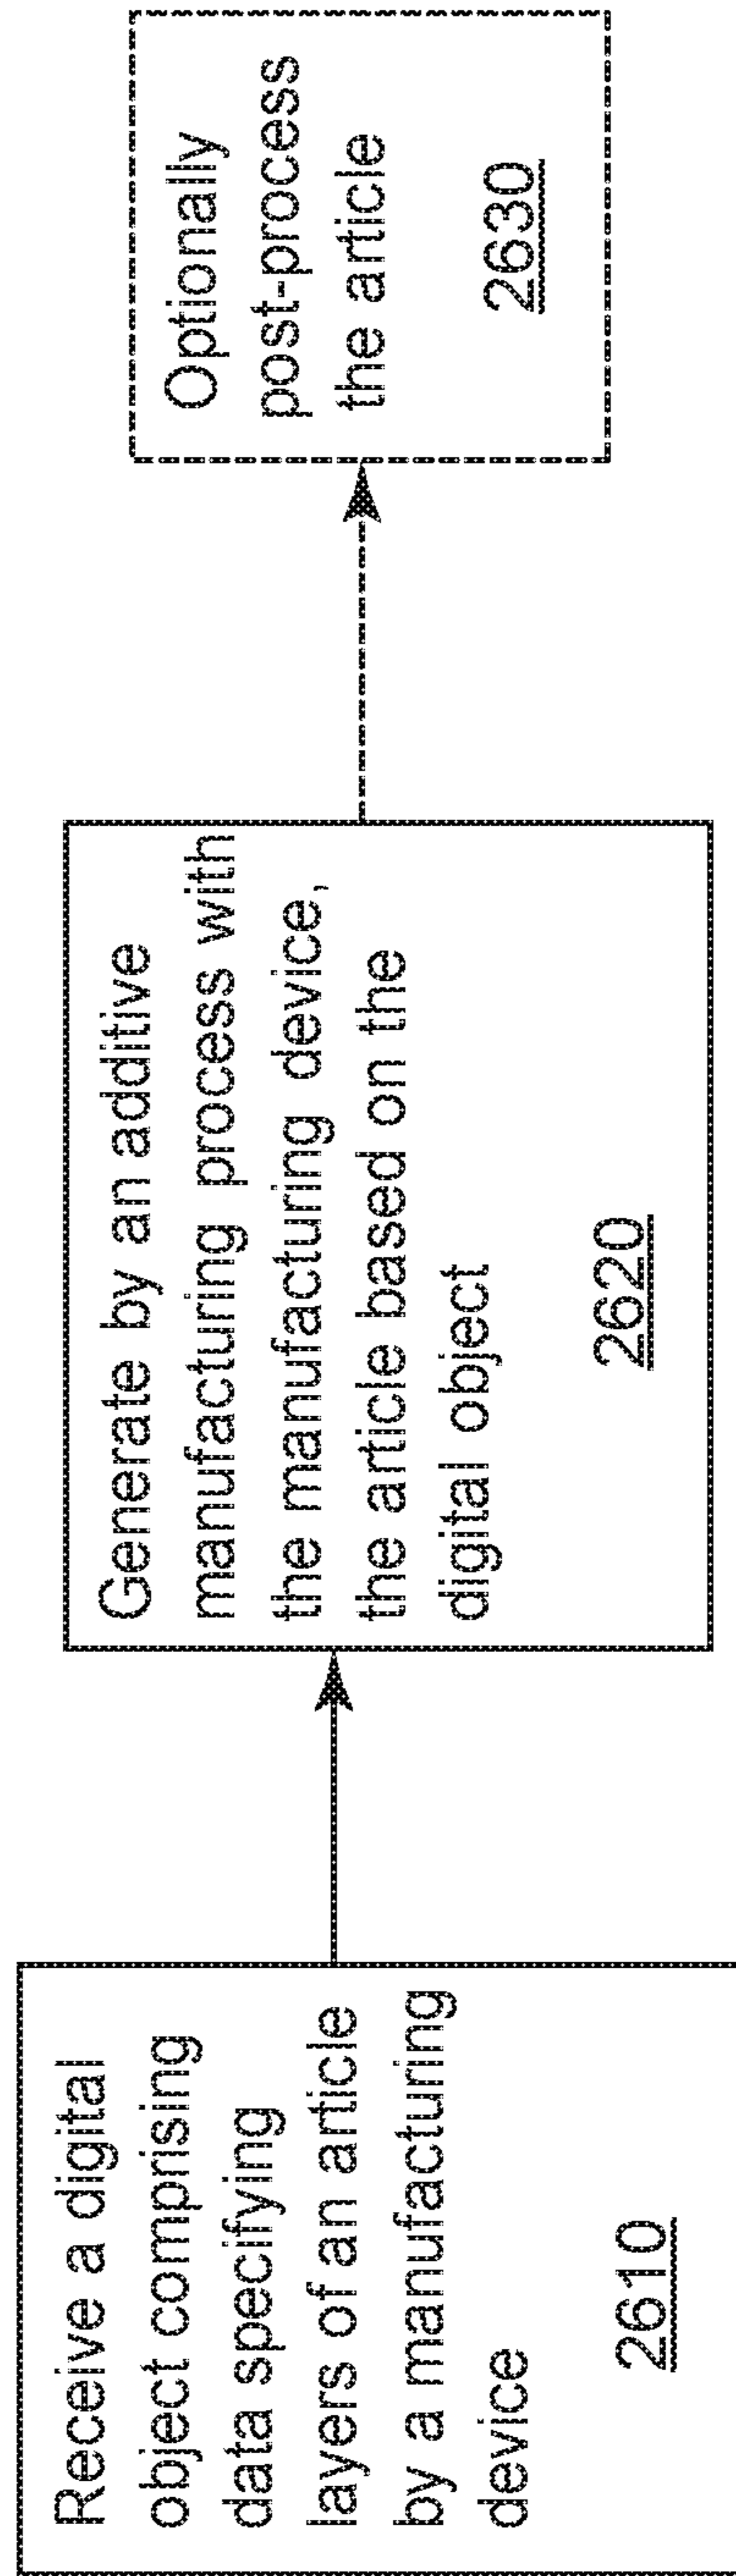 Receive a digital
object comprising
data specifying
layers of an article
by a manufacturing
device
2610
Generate by an additive
manufacturing process with
the manufacturing device,
the article based on the
digital object
2620
Optionally
post-process
the article
2630